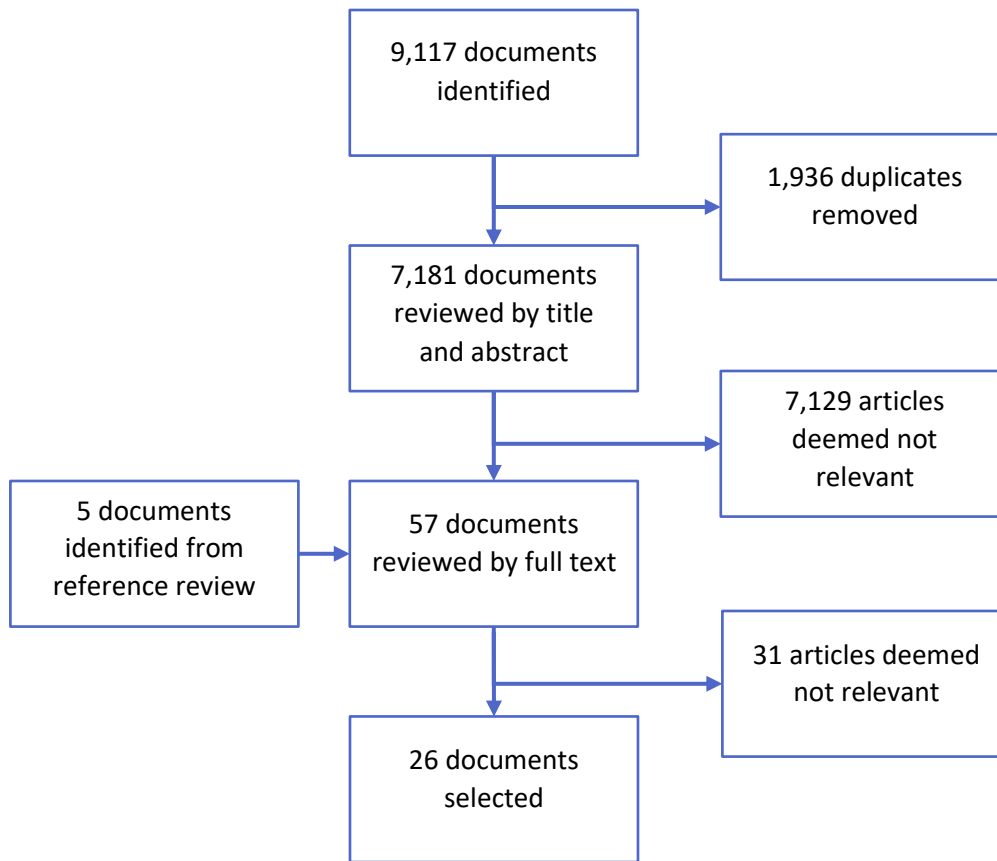 9,117 documents
identified
1,936 duplicates
removed
7,181 documents
reviewed by title
and abstract
7,129 articles
deemed not
relevant
5 documents
identified from
reference review
57 documents
reviewed by full text
31 articles deemed
not relevant
26 documents
selected